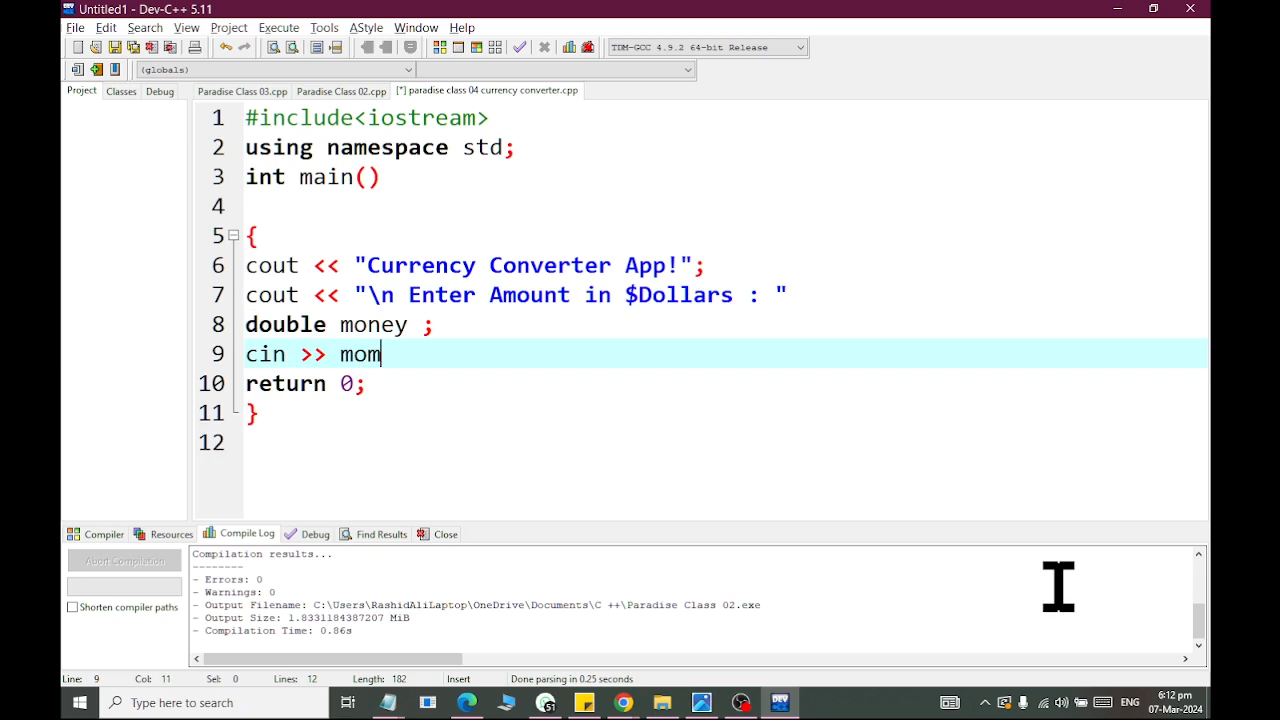 Untitled1 - Dev-C++ 5.11
File Edit Search View Project Execute Tools AStyle Window Help
TDM-GCC 4.9.2 64-bit Release
(globals)
Project Classes Debug Paradise Class 03.cpp Paradise Class 02.cpp [*] paradise class 04 currency converter.cpp
1 #include<iostream>
2 using namespace std;
3 int main()
4
5 {
6 cout << "Currency Converter App!";
7 cout << "\n Enter Amount in $Dollars : "
8 double money ;
9 cin >> mom
10 return 0;
11 }
12
Compiler Resources Compile Log Debug Find Results Close
Abort Compilation
Shorten compiler paths
Compilation results...
--------
- Errors: 0
- Warnings: 0
- Output Filename: C:\Users\RashidAliLaptop\OneDrive\Documents\C ++\Paradise Class 02.exe
- Output Size: 1.8331184387207 MiB
- Compilation Time: 0.86s
Line: 9 Col: 11 Sel: 0 Lines: 12 Length: 182 Insert Done parsing in 0.25 seconds
Type here to search
ENG
6:12 pm
07-Mar-2024